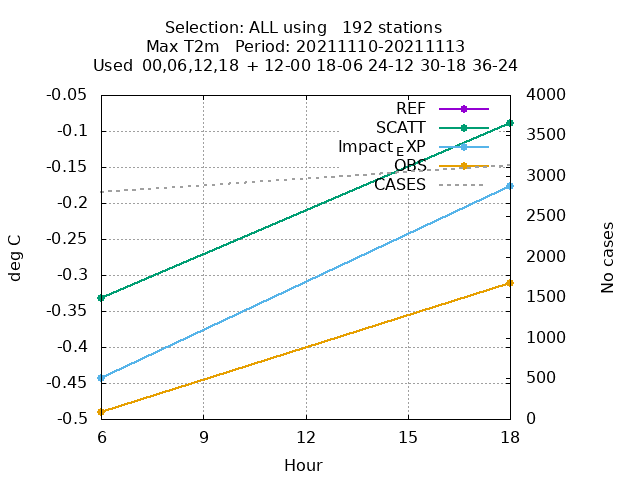 Selection: ALL using   192 stations
Max T2m   Period: 20211110-20211113
Used  00,06,12,18  + 12-00 18-06 24-12 30-18 36-24
-0.05 4000
REF
-0.1 SCATT 3500
Impact_EXP
-0.15 OBS 3000
CASES
-0.2 2500
-0.25 2000
-0.3 1500
-0.35 1000
-0.4 500
-0.45
-0.5 0
deg C
No cases
6 9 12 15 18
Hour